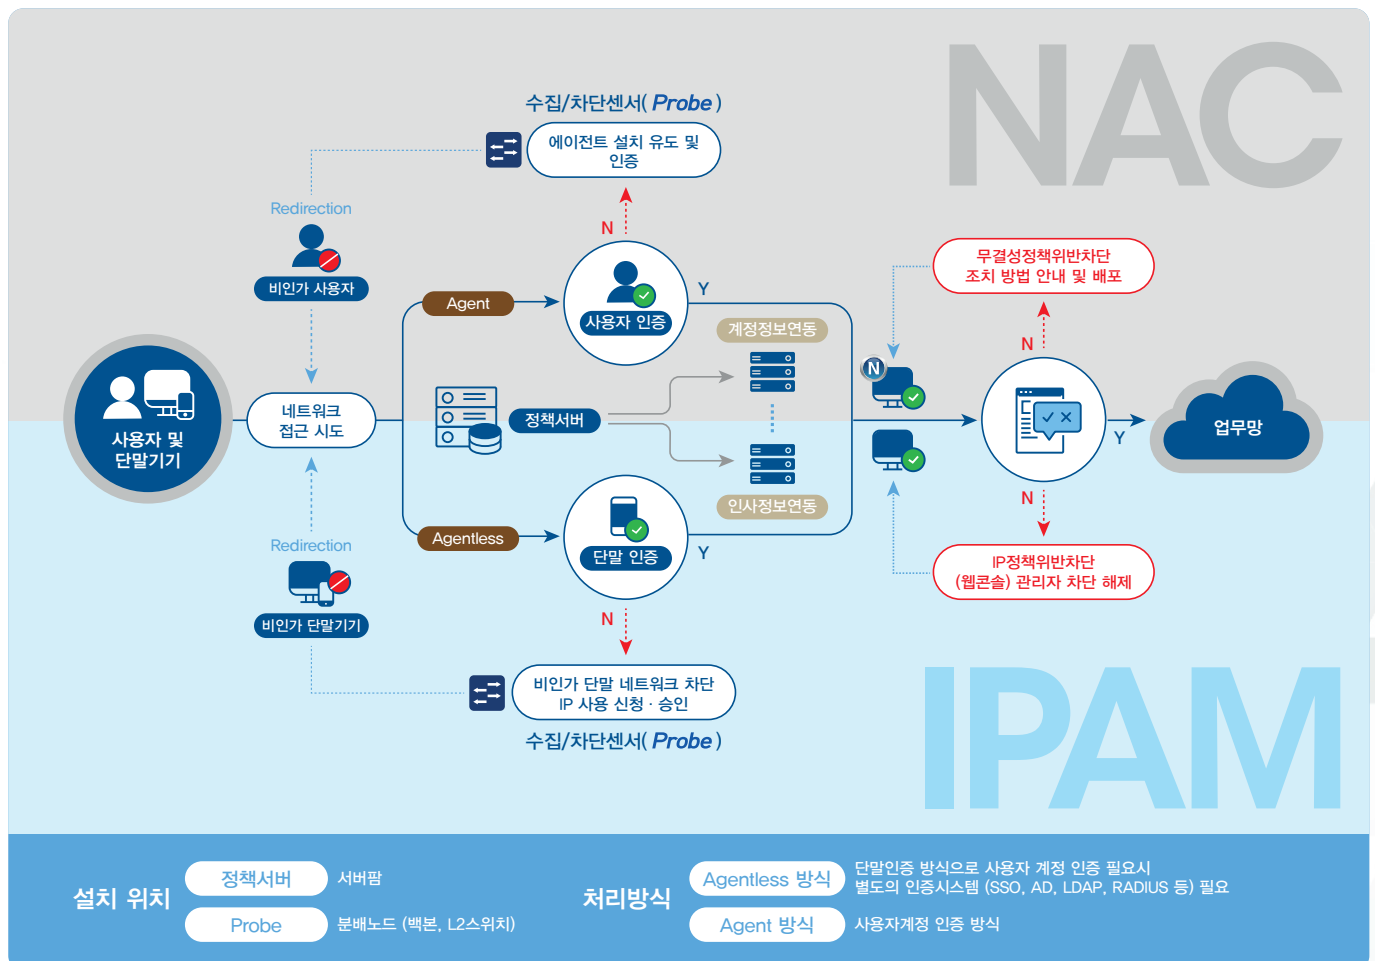 NAC
수집/차단센서( Probe )
에이전트 설치 유도 및
인증
Redirection
비인가 사용자
N
Agent
사용자 인증
Y
계정정보연동
무결성정책위반차단
조치 방법 안내 및 배포
N
N
사용자 및
단말기기
네트워크
접근 시도
정책서버
Y
업무망
인사정보연동
Agentless
단말 인증
Y
N
IP정책위반차단
(웹콘솔) 관리자 차단 해제
Redirection
비인가 단말기기
N
비인가 단말 네트워크 차단
IP 사용 신청 · 승인
수집/차단센서( Probe )
IPAM
설치 위치
정책서버
서버팜
Probe
분배노드 (백본, L2스위치)
처리방식
Agentless 방식
단말인증 방식으로 사용자 계정 인증 필요시
별도의 인증시스템 (SSO, AD, LDAP, RADIUS 등) 필요
Agent 방식
사용자계정 인증 방식